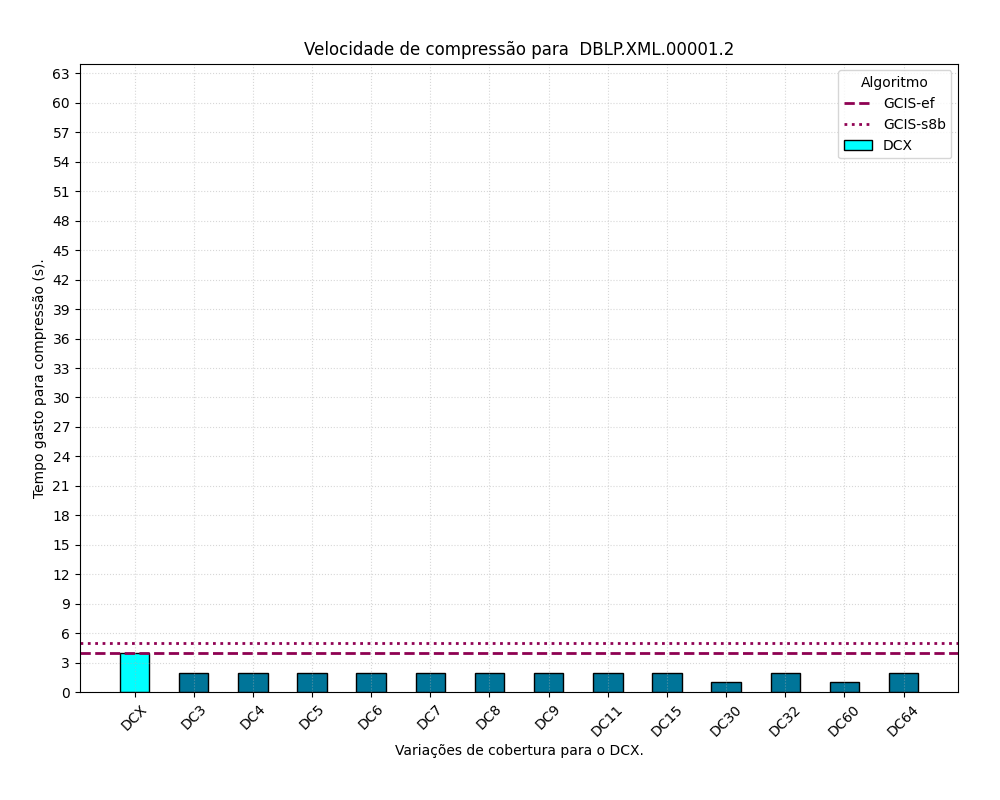 Velocidade de compressão para  DBLP.XML.00001.2
Algoritmo
GCIS-ef
GCIS-s8b
DCX
Tempo gasto para compressão (s).
63
60
57
54
51
48
45
42
39
36
33
30
27
24
21
18
15
12
9
6
3
0
DCX
DC3
DC4
DC5
DC6
DC7
DC8
DC9
DC11
DC15
DC30
DC32
DC60
DC64
Variações de cobertura para o DCX.